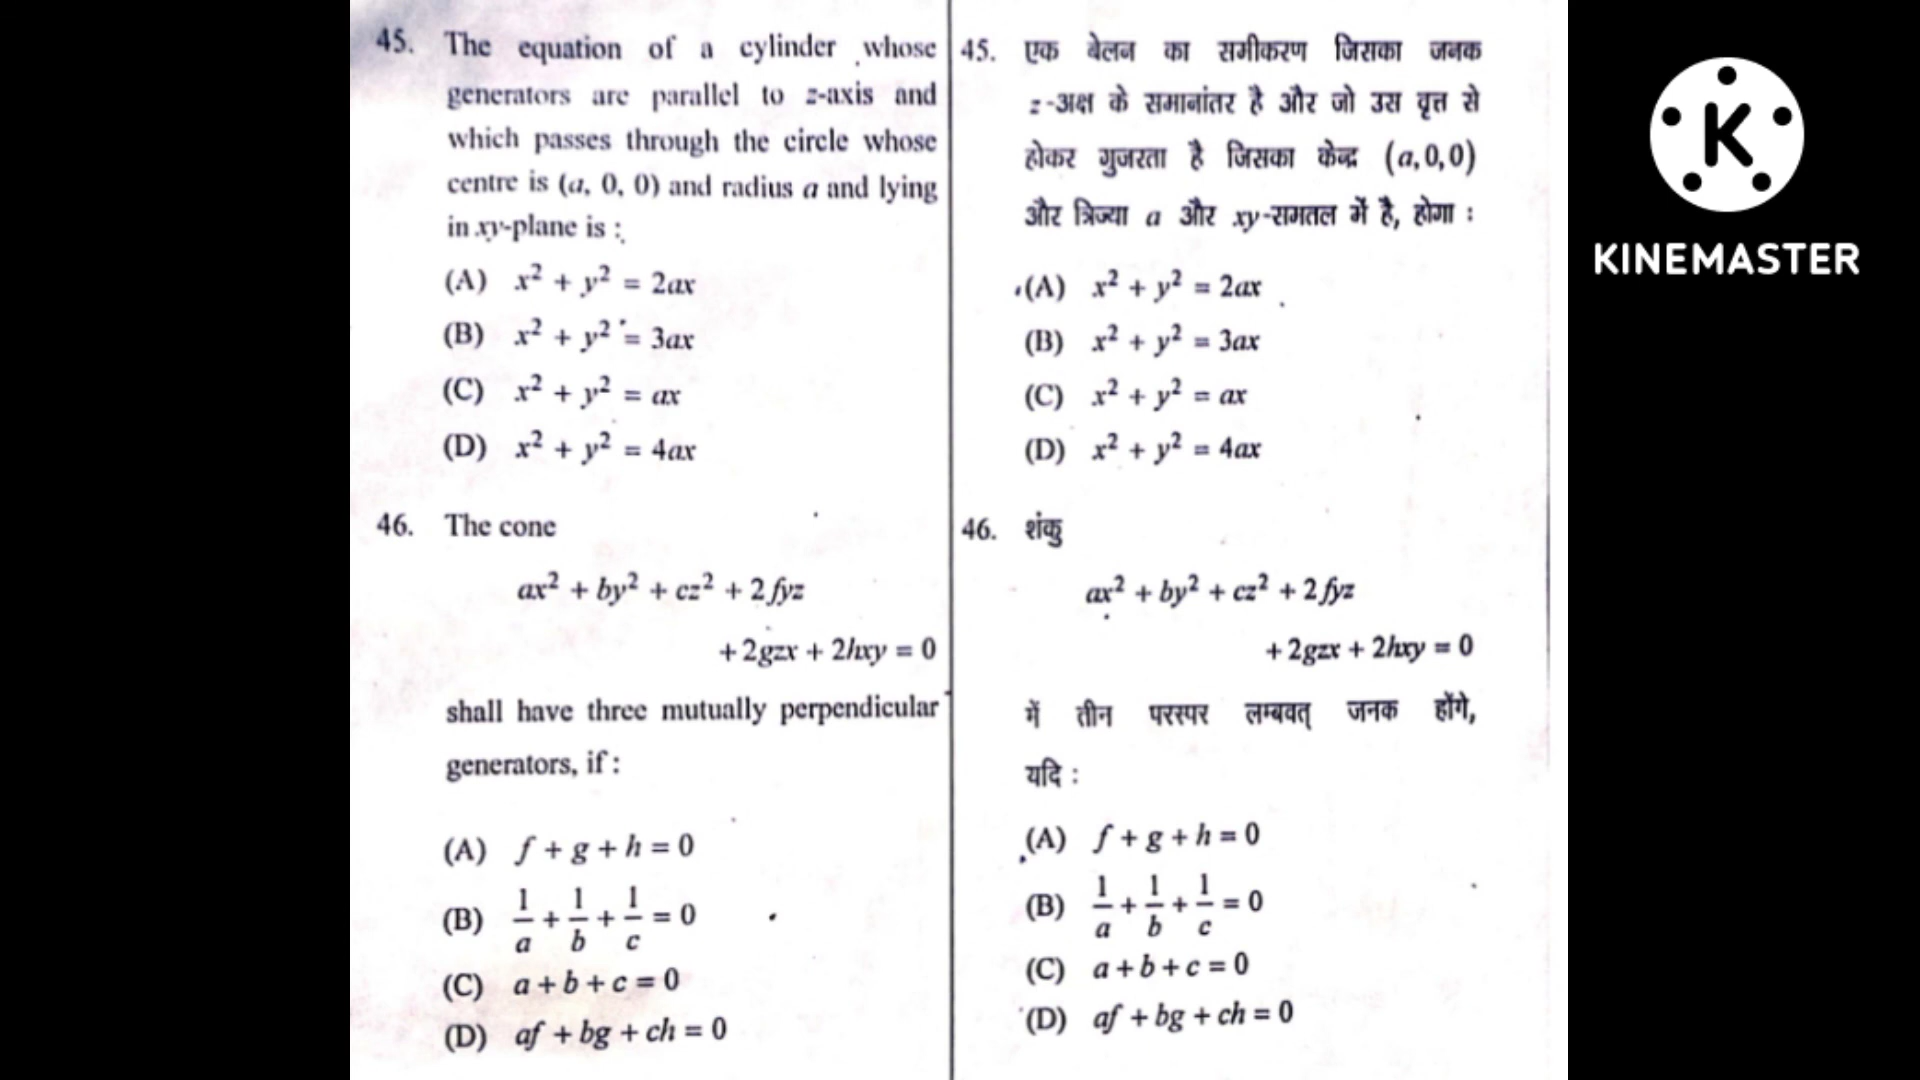 45. The equation of a cylinder whose
generators are parallel to z-axis and
which passes through the circle whose
centre is (a, 0, 0) and radius a and lying
in xy-plane is :
(A) x² + y² = 2ax
(B) x² + y² = 3ax
(C) x² + y² = ax
(D) x² + y² = 4ax
46. The cone
ax² + by² + cz² + 2fyz
+ 2gzx + 2hxy = 0
shall have three mutually perpendicular
generators, if :
(A) f + g + h = 0
(B) 1/a + 1/b + 1/c = 0
(C) a + b + c = 0
(D) af + bg + ch = 0
45. एक बेलन का समीकरण जिसका जनक
z-अक्ष के समानांतर है और जो उस वृत्त से
होकर गुजरता है जिसका केन्द्र (a,0,0)
और त्रिज्या a और xy-समतल में है, होगा :
(A) x² + y² = 2ax
(B) x² + y² = 3ax
(C) x² + y² = ax
(D) x² + y² = 4ax
46. शंकु
ax² + by² + cz² + 2fyz
+ 2gzx + 2hxy = 0
में तीन परस्पर लम्बवत् जनक होंगे,
यदि :
(A) f + g + h = 0
(B) 1/a + 1/b + 1/c = 0
(C) a + b + c = 0
(D) af + bg + ch = 0
K
KINEMASTER